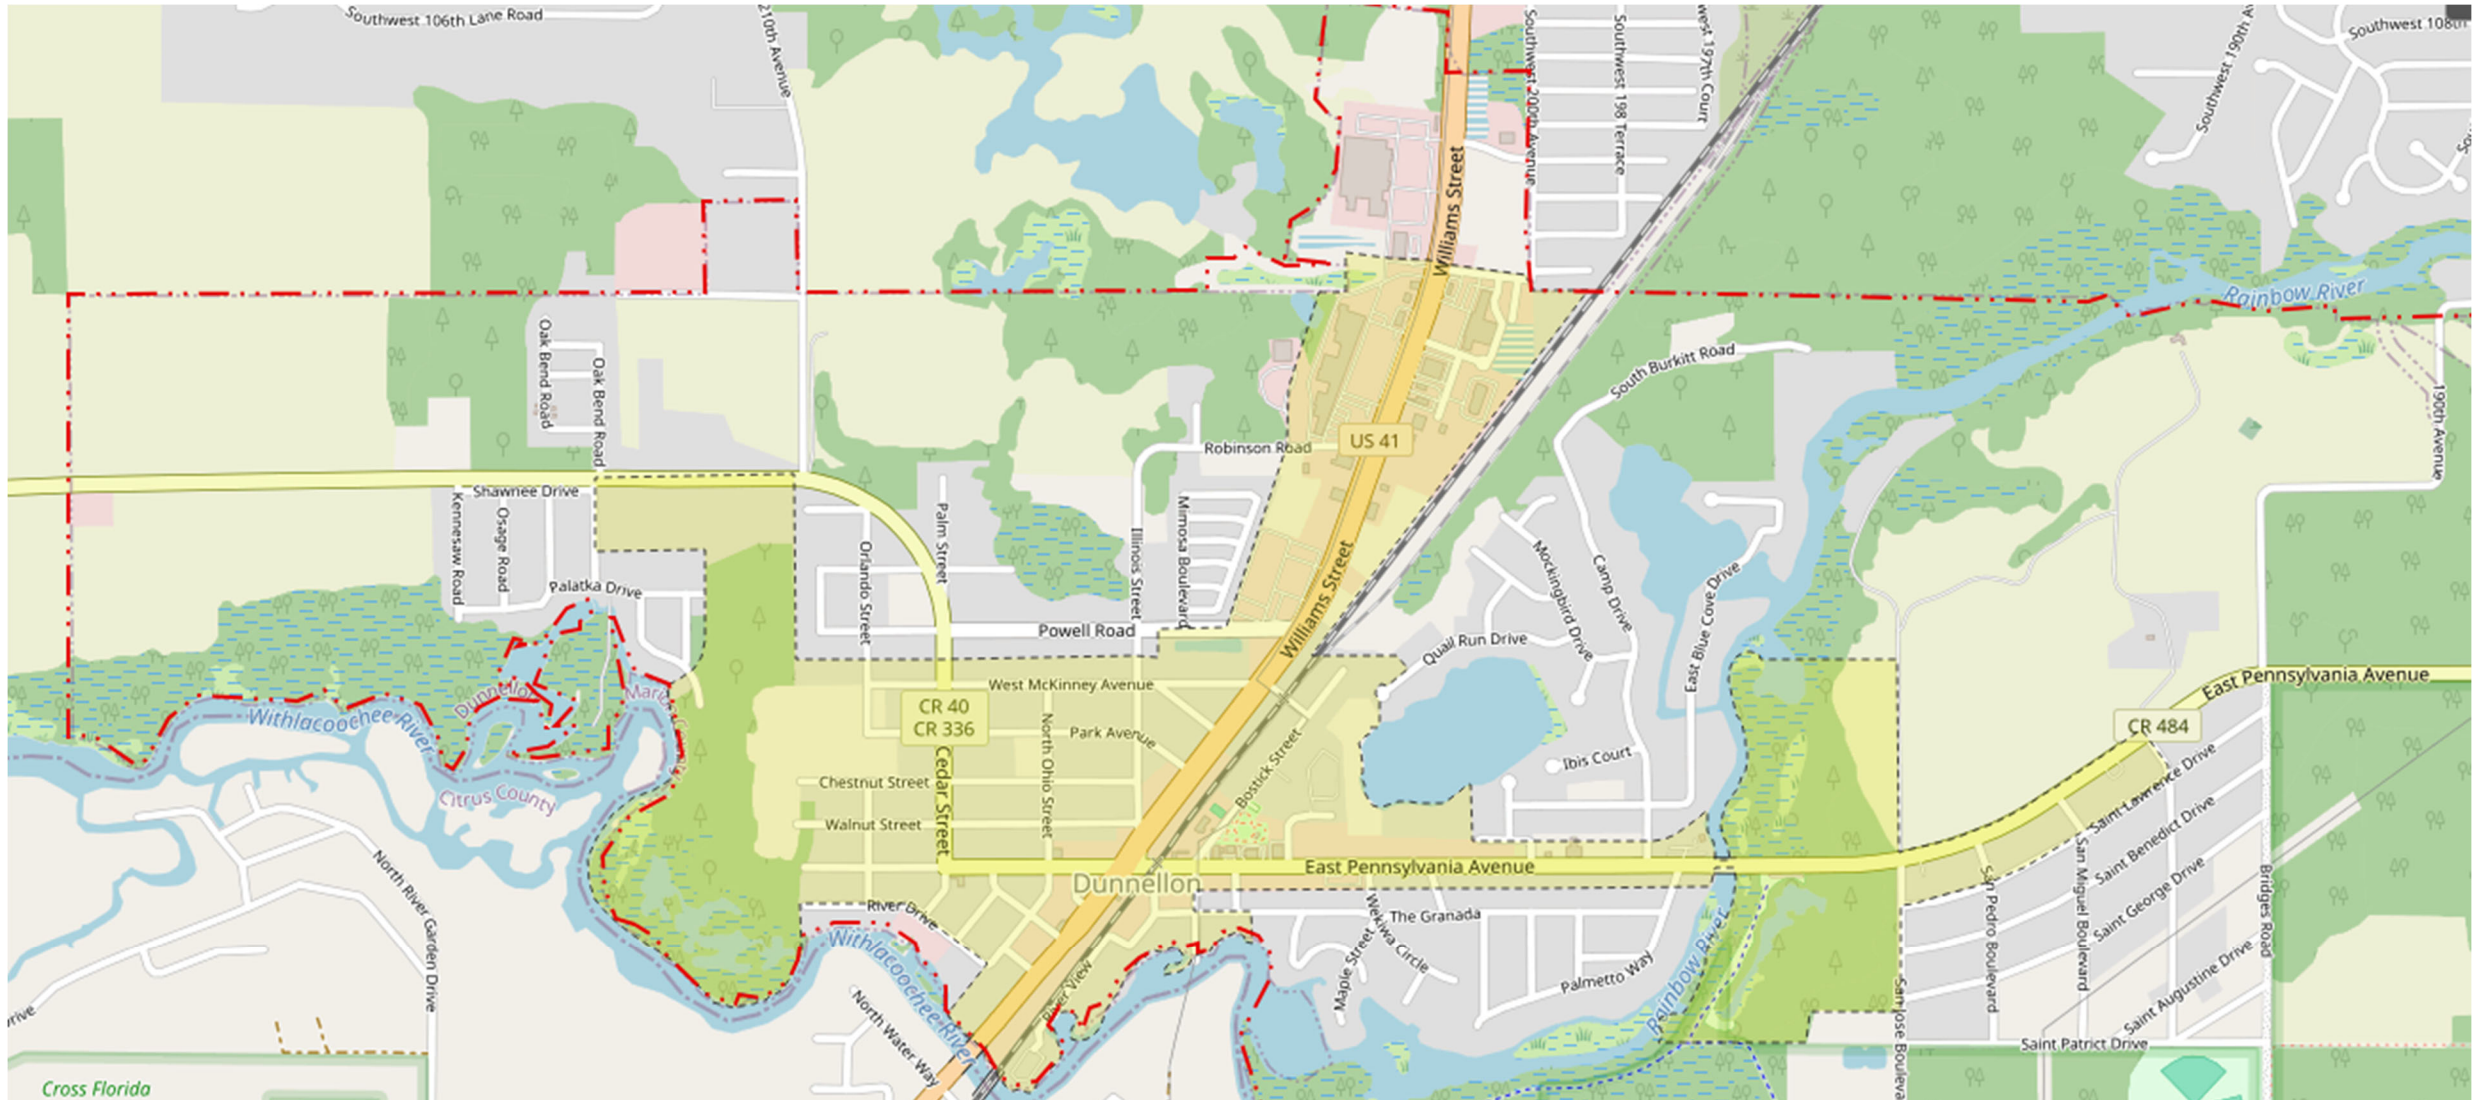 Southwest 106th Lane Road
210th Avenue
Southwest 200th Avenue
Southwest 198 Terrace
West 197th Court
Southwest 190th A
Southwest 108th
Williams Street
Rainbow River
Oak Bend Road
Oak Bend Road
South Burkitt Road
190th Avenue
US 41
Robinson Road
Shawnee Drive
Kennesaw Road
Osage Road
Palm Street
Orlando Street
Illinois Street
Mimosa Boulevard
Williams Street
Mockingbird Drive
Camp Drive
East Blue Cove Drive
Palatka Drive
Powell Road
Quail Run Drive
East Pennsylvania Avenue
West McKinney Avenue
Dunnellon
Marion County
Withlacoochee River
CR 40
CR 336
North Ohio Street
Park Avenue
CR 484
Bostick Street
Ibis Court
Saint Lawrence Drive
Citrus County
Chestnut Street
Cedar Street
Walnut Street
Saint Benedict Drive
East Pennsylvania Avenue
Dunnellon
North River Garden Drive
San Pedro Boulevard
San Miguel Boulevard
Saint George Drive
Bridges Road
River Drive
Wekiwa Circle
The Granada
Maple Street
Withlacoochee River
Rainbow River
Palmetto Way
River View
Saint Augustine Drive
San Jose Bouleva
North Water Way
rive
Saint Patrict Drive
Cross Florida